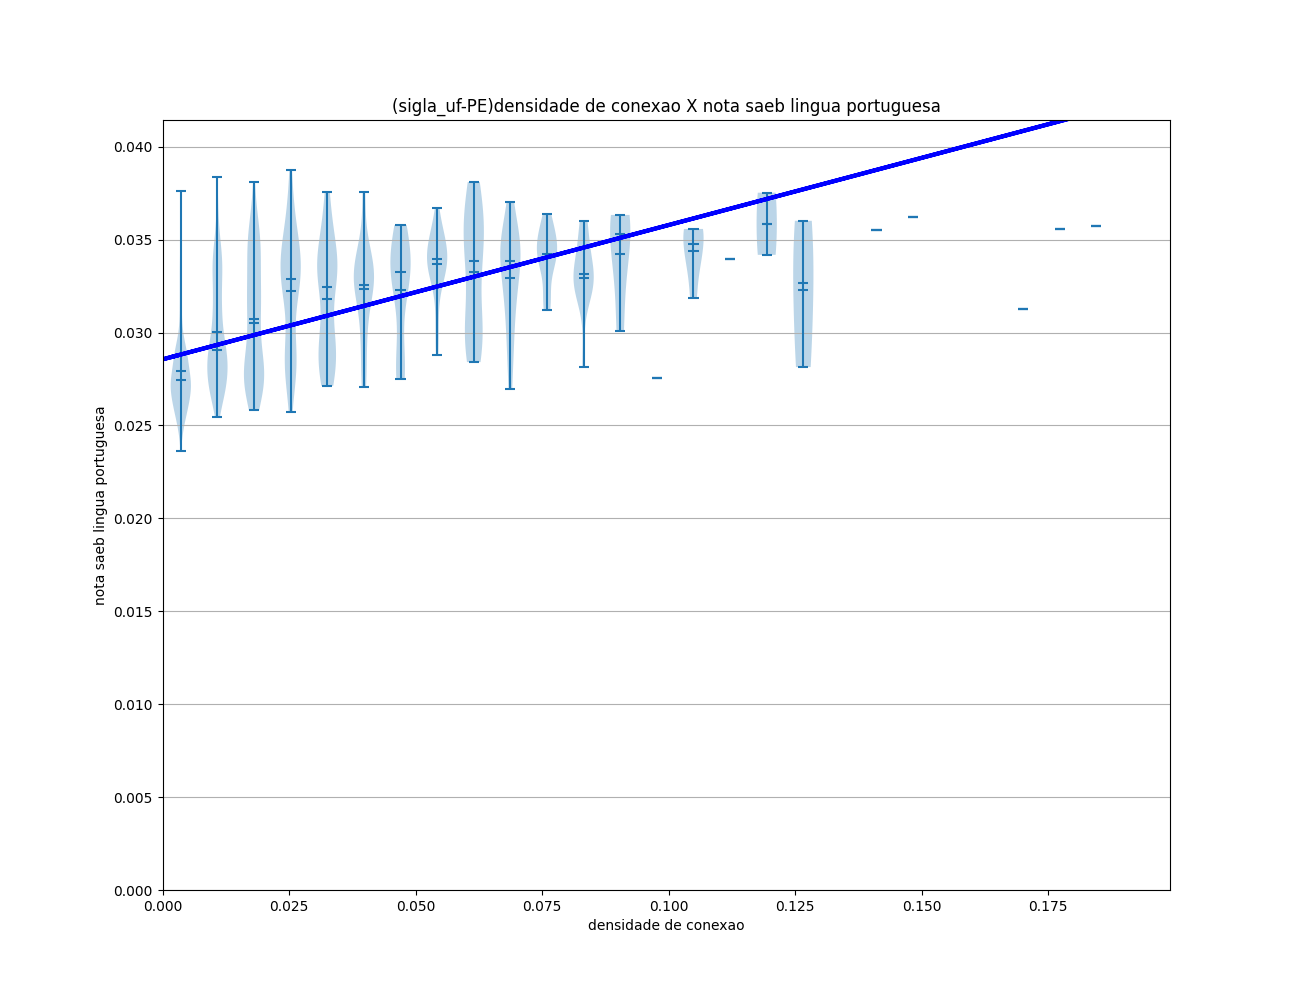 (sigla_uf-PE)densidade de conexao X nota saeb lingua portuguesa
0.040
0.035
0.030
0.025
0.020
0.015
0.010
0.005
0.000
nota saeb lingua portuguesa
0.000 0.025 0.050 0.075 0.100 0.125 0.150 0.175
densidade de conexao